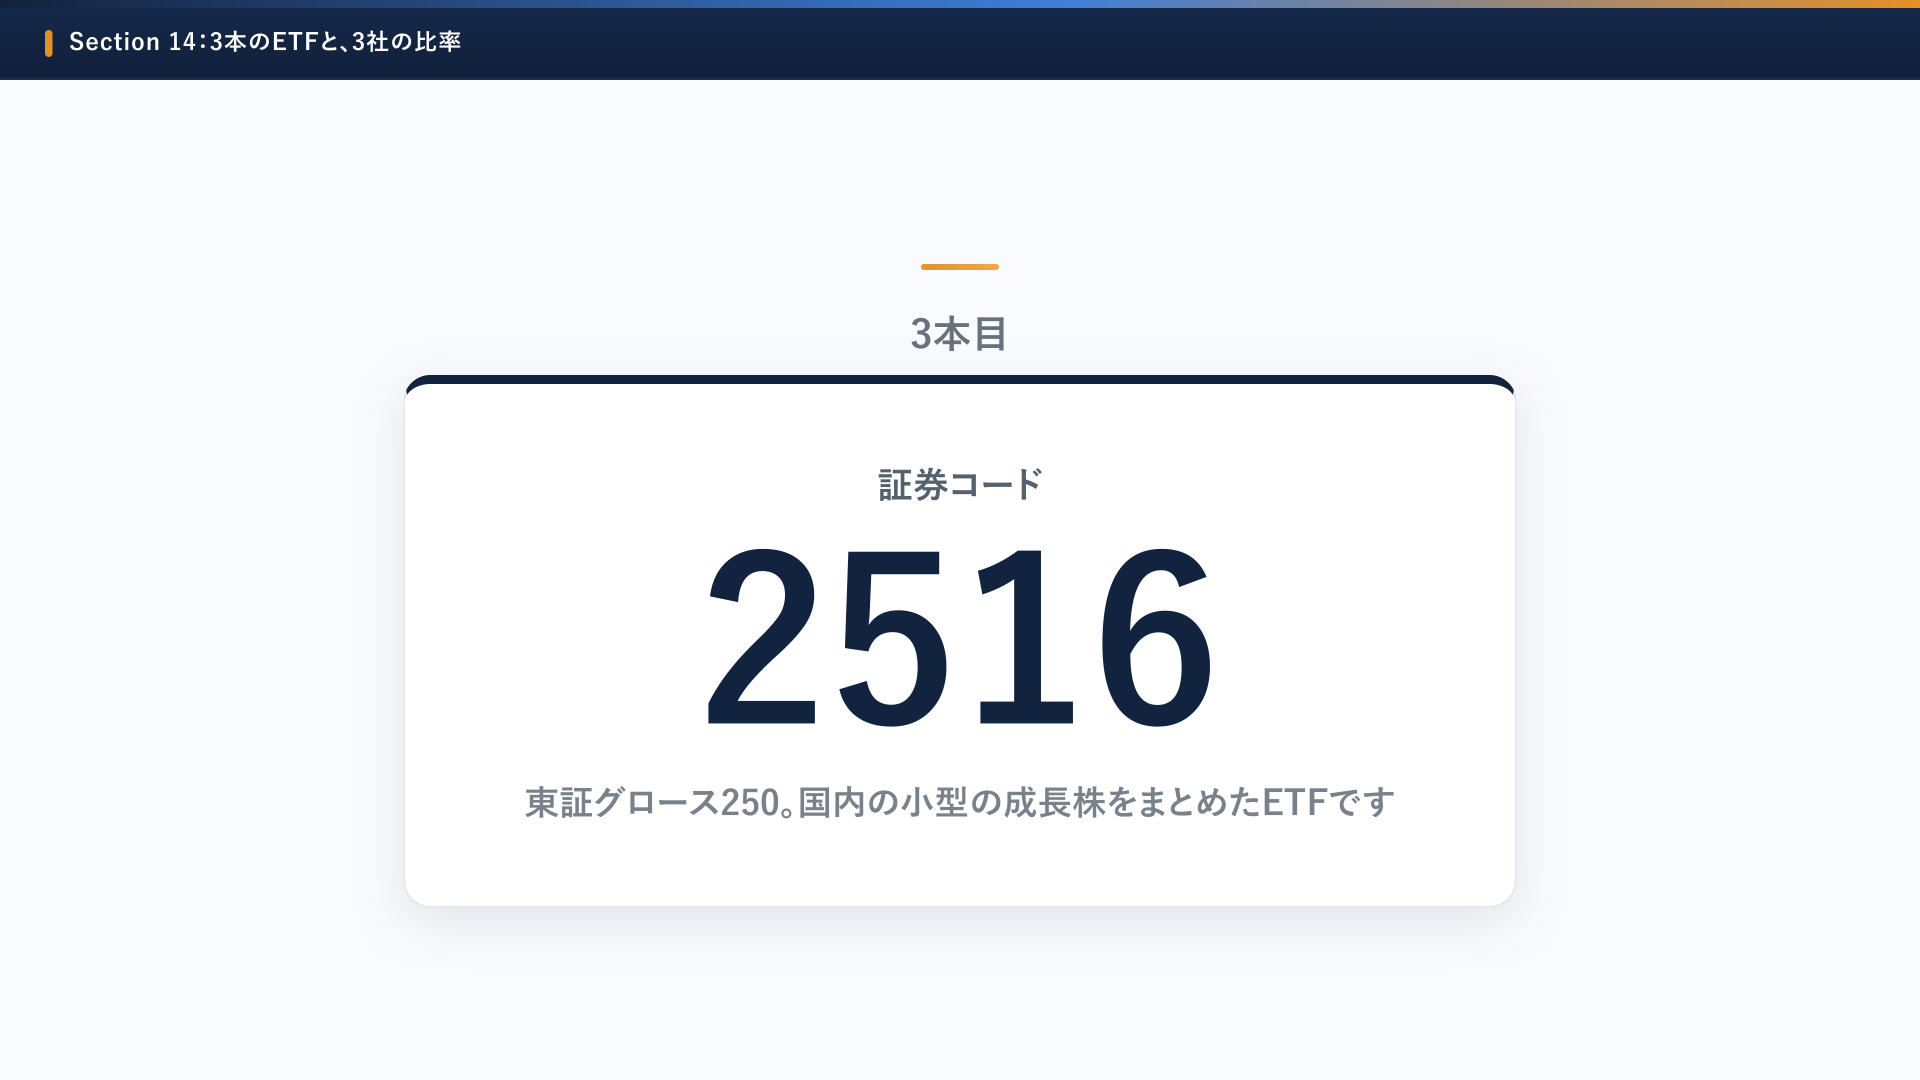 Section 14：3本のETFと、3社の比率
3本目
証券コード
2516
東証グロース250。国内の小型の成長株をまとめたETFです